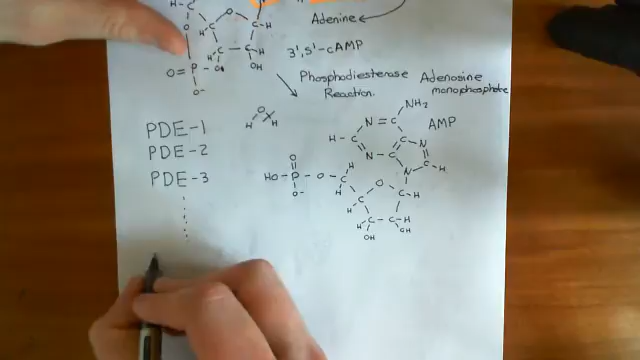 Adenine
3',5'-cAMP
Phosphodiesterase
Reaction.
Adenosine
monophosphate
AMP
PDE-1
PDE-2
PDE-3
H-C
O
C-H
H
C
C
H
O=P-O
OH
O-
H O H
NH2
N=C
H-C
C
N
N-C
C-H
N
O
HO-P-O-C
H
O-
H
O
C
C-H
H
H-C-C-H
OH
OH